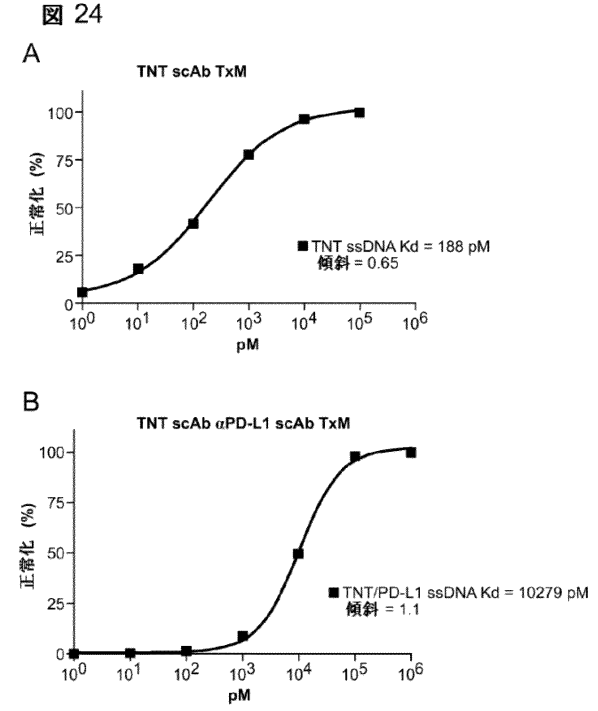 図 24
A
TNT scAb TxM
100
75
50
25
0
正常化 (%)
10^0 10^1 10^2 10^3 10^4 10^5 10^6
pM
■ TNT ssDNA Kd = 188 pM
傾斜 = 0.65
B
TNT scAb αPD-L1 scAb TxM
100
75
50
25
0
正常化 (%)
10^0 10^1 10^2 10^3 10^4 10^5 10^6
pM
■ TNT/PD-L1 ssDNA Kd = 10279 pM
傾斜 = 1.1